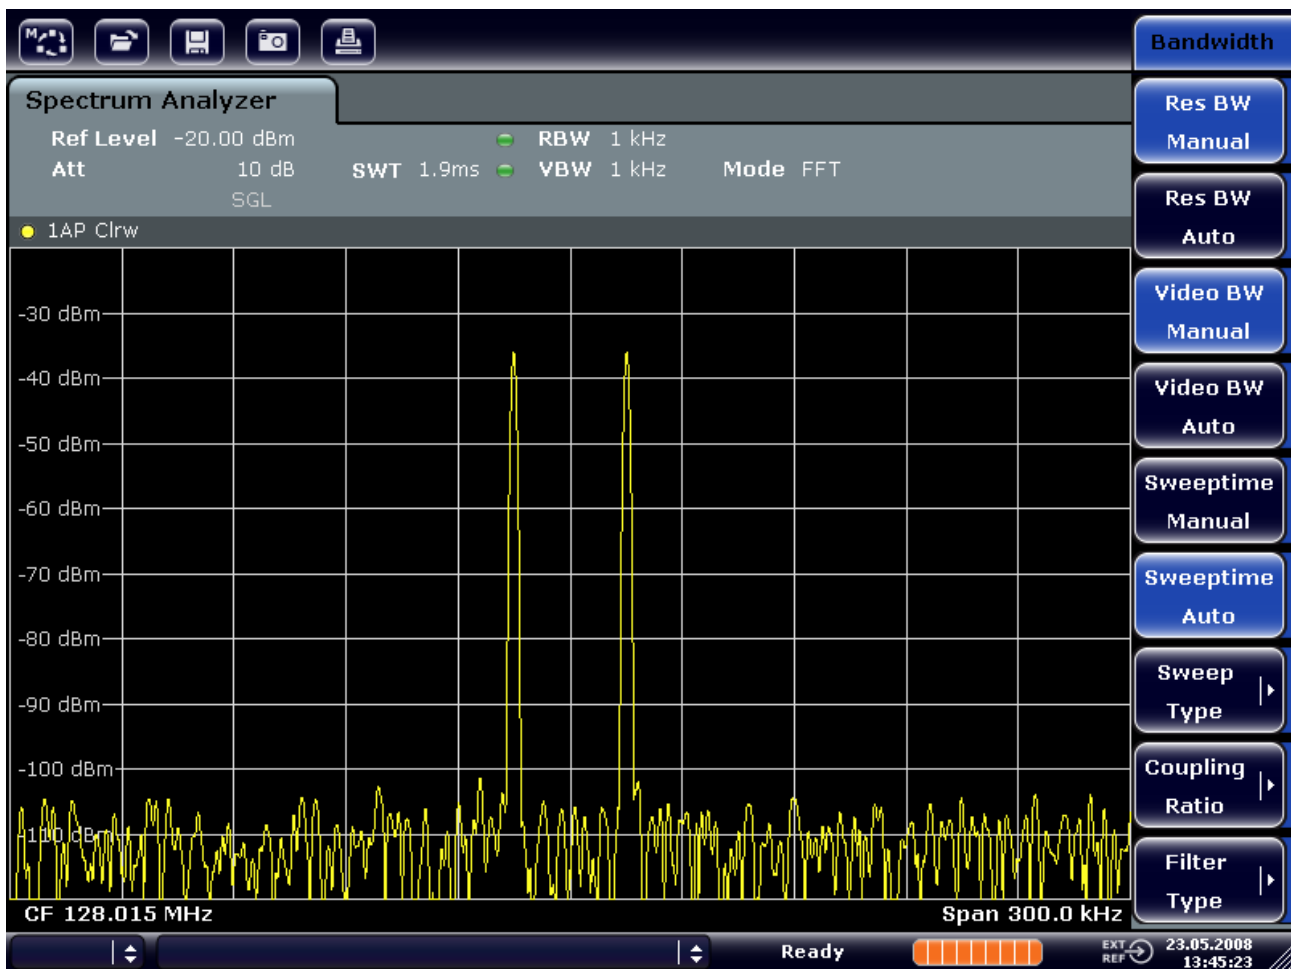 M
Bandwidth
Spectrum Analyzer
Ref Level -20.00 dBm RBW 1 kHz
Att 10 dB SWT 1.9ms VBW 1 kHz Mode FFT
SGL
1AP Clrw
-30 dBm
-40 dBm
-50 dBm
-60 dBm
-70 dBm
-80 dBm
-90 dBm
-100 dBm
-110 dBm
CF 128.015 MHz Span 300.0 kHz
Res BW
Manual
Res BW
Auto
Video BW
Manual
Video BW
Auto
Sweeptime
Manual
Sweeptime
Auto
Sweep
Type
Coupling
Ratio
Filter
Type
Ready
EXT
REF
23.05.2008
13:45:23